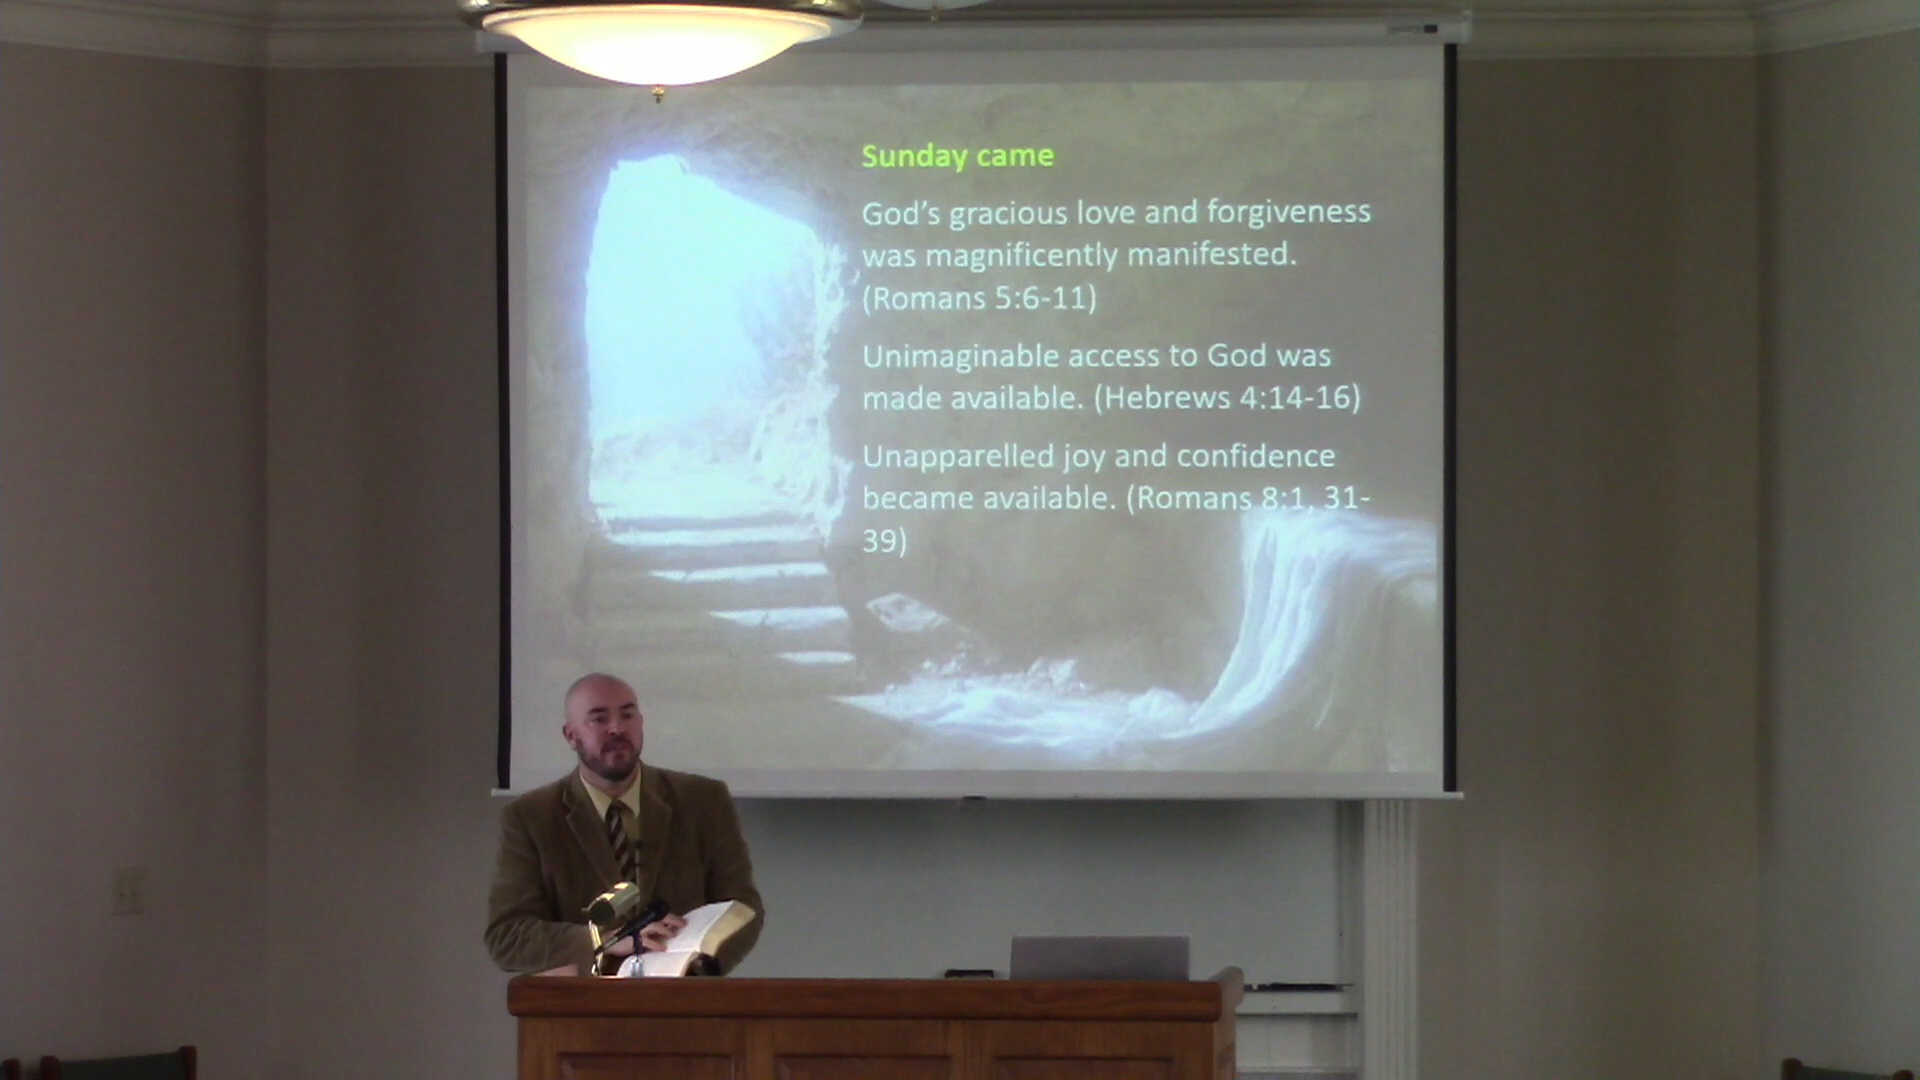 Sunday came
God's gracious love and forgiveness
was magnificently manifested.
(Romans 5:6-11)
Unimaginable access to God was
made available. (Hebrews 4:14-16)
Unapparelled joy and confidence
became available. (Romans 8:1, 31-
39)